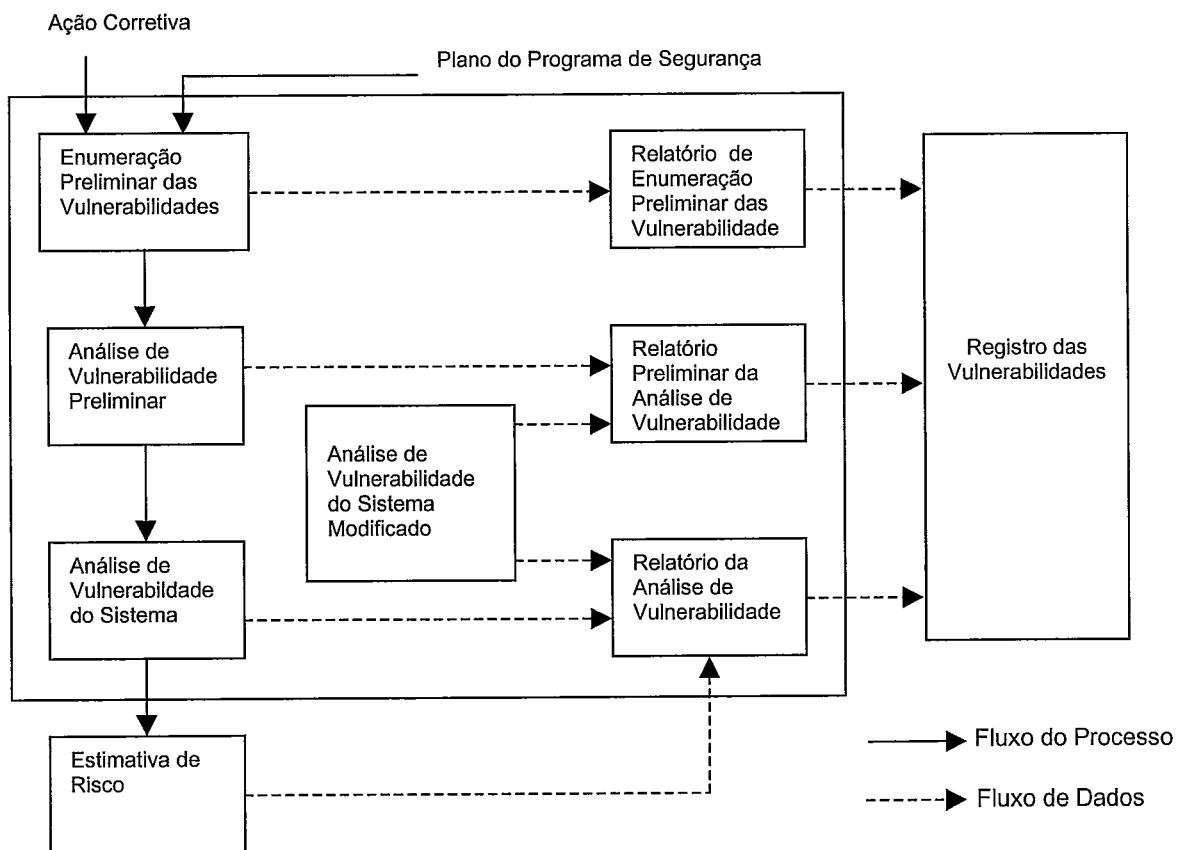 Ação Corretiva
Plano do Programa de Segurança
Enumeração
Preliminar das
Vulnerabilidades
Relatório de
Enumeração
Preliminar das
Vulnerabilidade
Análise de
Vulnerabilidade
Preliminar
Relatório
Preliminar da
Análise de
Vulnerabilidade
Registro das
Vulnerabilidades
Análise de
Vulnerabilidade
do Sistema
Modificado
Análise de
Vulnerabildade
do Sistema
Relatório da
Análise de
Vulnerabilidade
Estimativa de
Risco
Fluxo do Processo
Fluxo de Dados